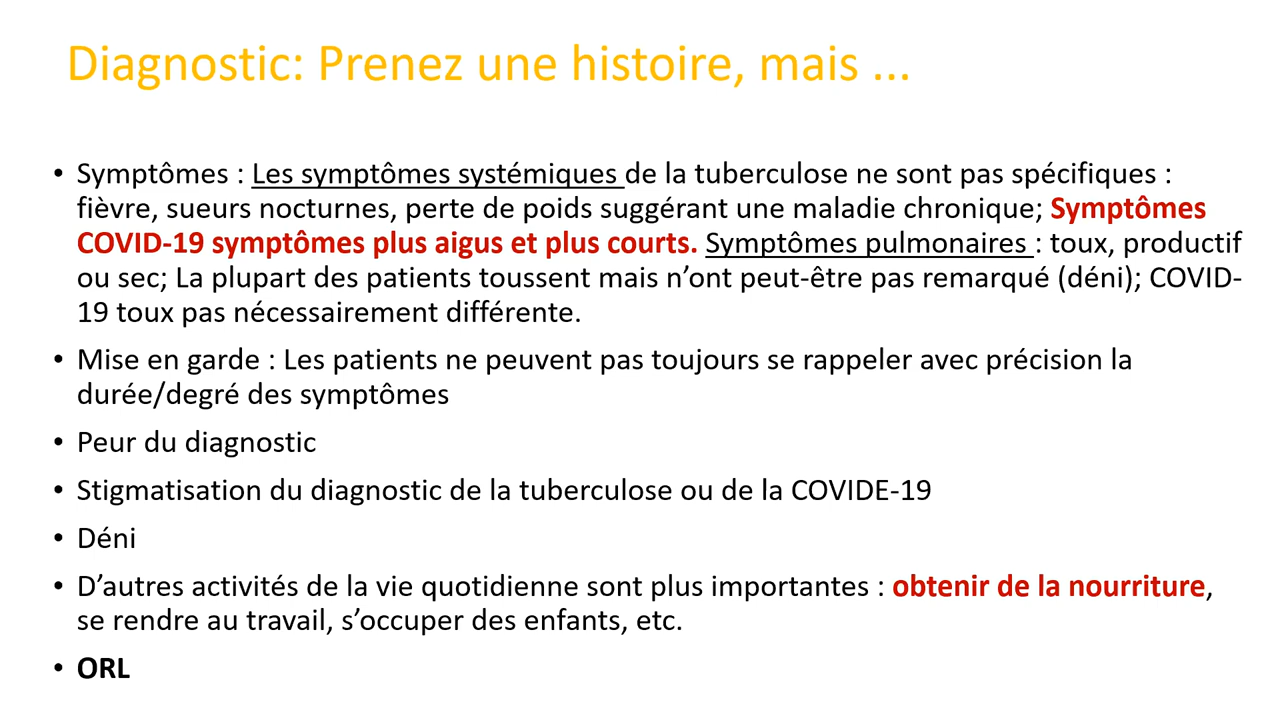 Diagnostic: Prenez une histoire, mais ...
• Symptômes : Les symptômes systémiques de la tuberculose ne sont pas spécifiques :
fièvre, sueurs nocturnes, perte de poids suggérant une maladie chronique; Symptômes
COVID-19 symptômes plus aigus et plus courts. Symptômes pulmonaires : toux, productif
ou sec; La plupart des patients toussent mais n’ont peut-être pas remarqué (déni); COVID-
19 toux pas nécessairement différente.
• Mise en garde : Les patients ne peuvent pas toujours se rappeler avec précision la
durée/degré des symptômes
• Peur du diagnostic
• Stigmatisation du diagnostic de la tuberculose ou de la COVIDE-19
• Déni
• D’autres activités de la vie quotidienne sont plus importantes : obtenir de la nourriture,
se rendre au travail, s’occuper des enfants, etc.
• ORL